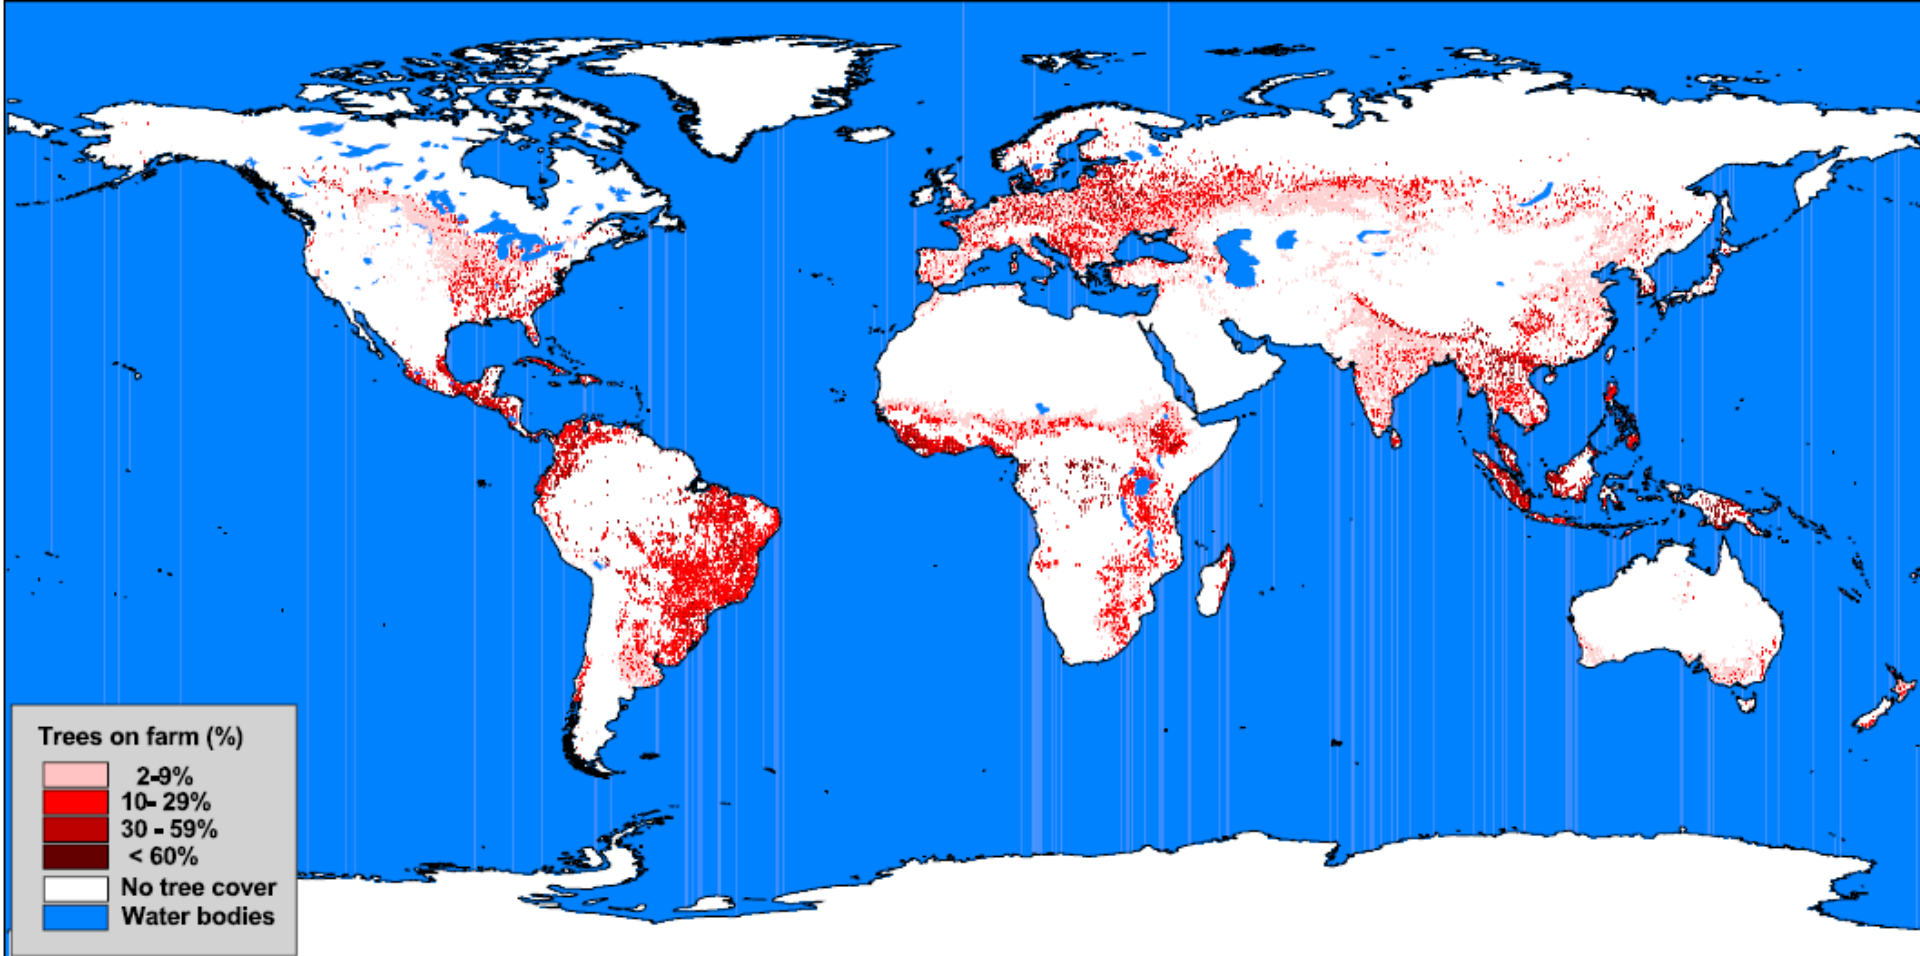 Trees on farm (%)
2-9%
10- 29%
30 - 59%
< 60%
No tree cover
Water bodies